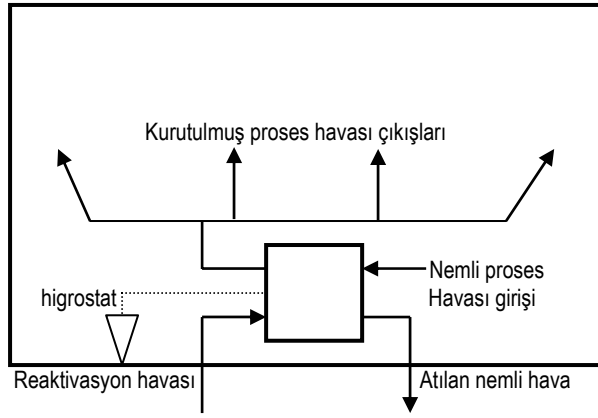 Kurutulmuş proses havası çıkışları
Nemli proses
Havası girişi
higrostat
Reaktivasyon havası
Atılan nemli hava